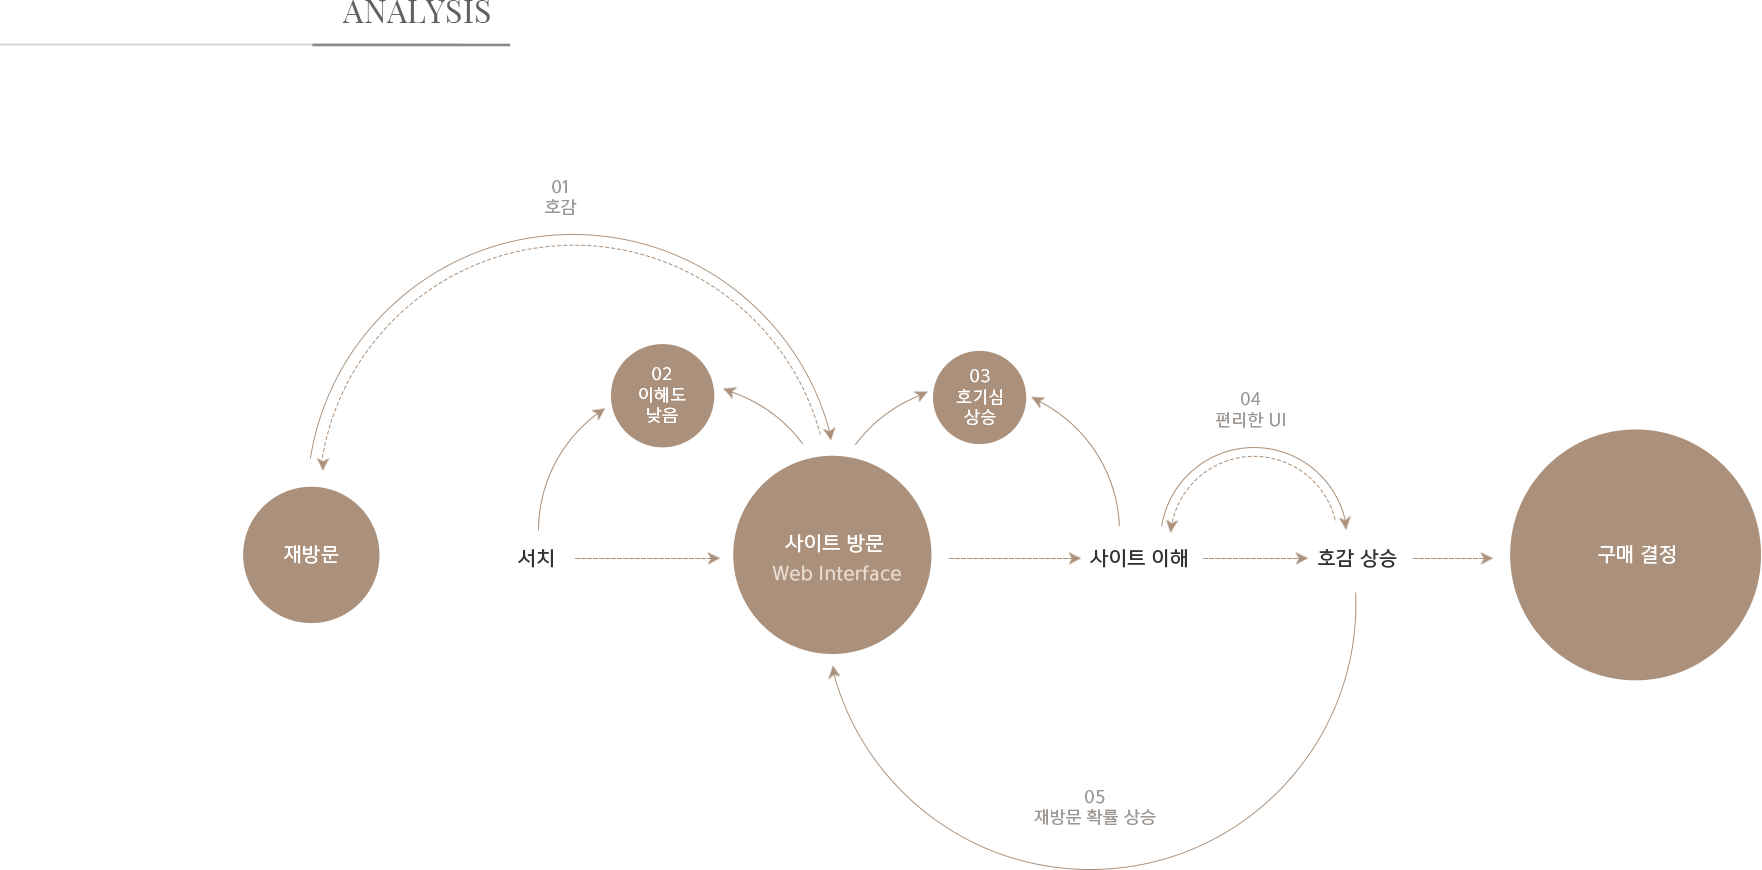 ANALYSIS
01
호감
02
이해도
낮음
03
호기심
상승
04
편리한 UI
재방문
서치
사이트 방문
Web Interface
사이트 이해
호감 상승
구매 결정
05
재방문 확률 상승